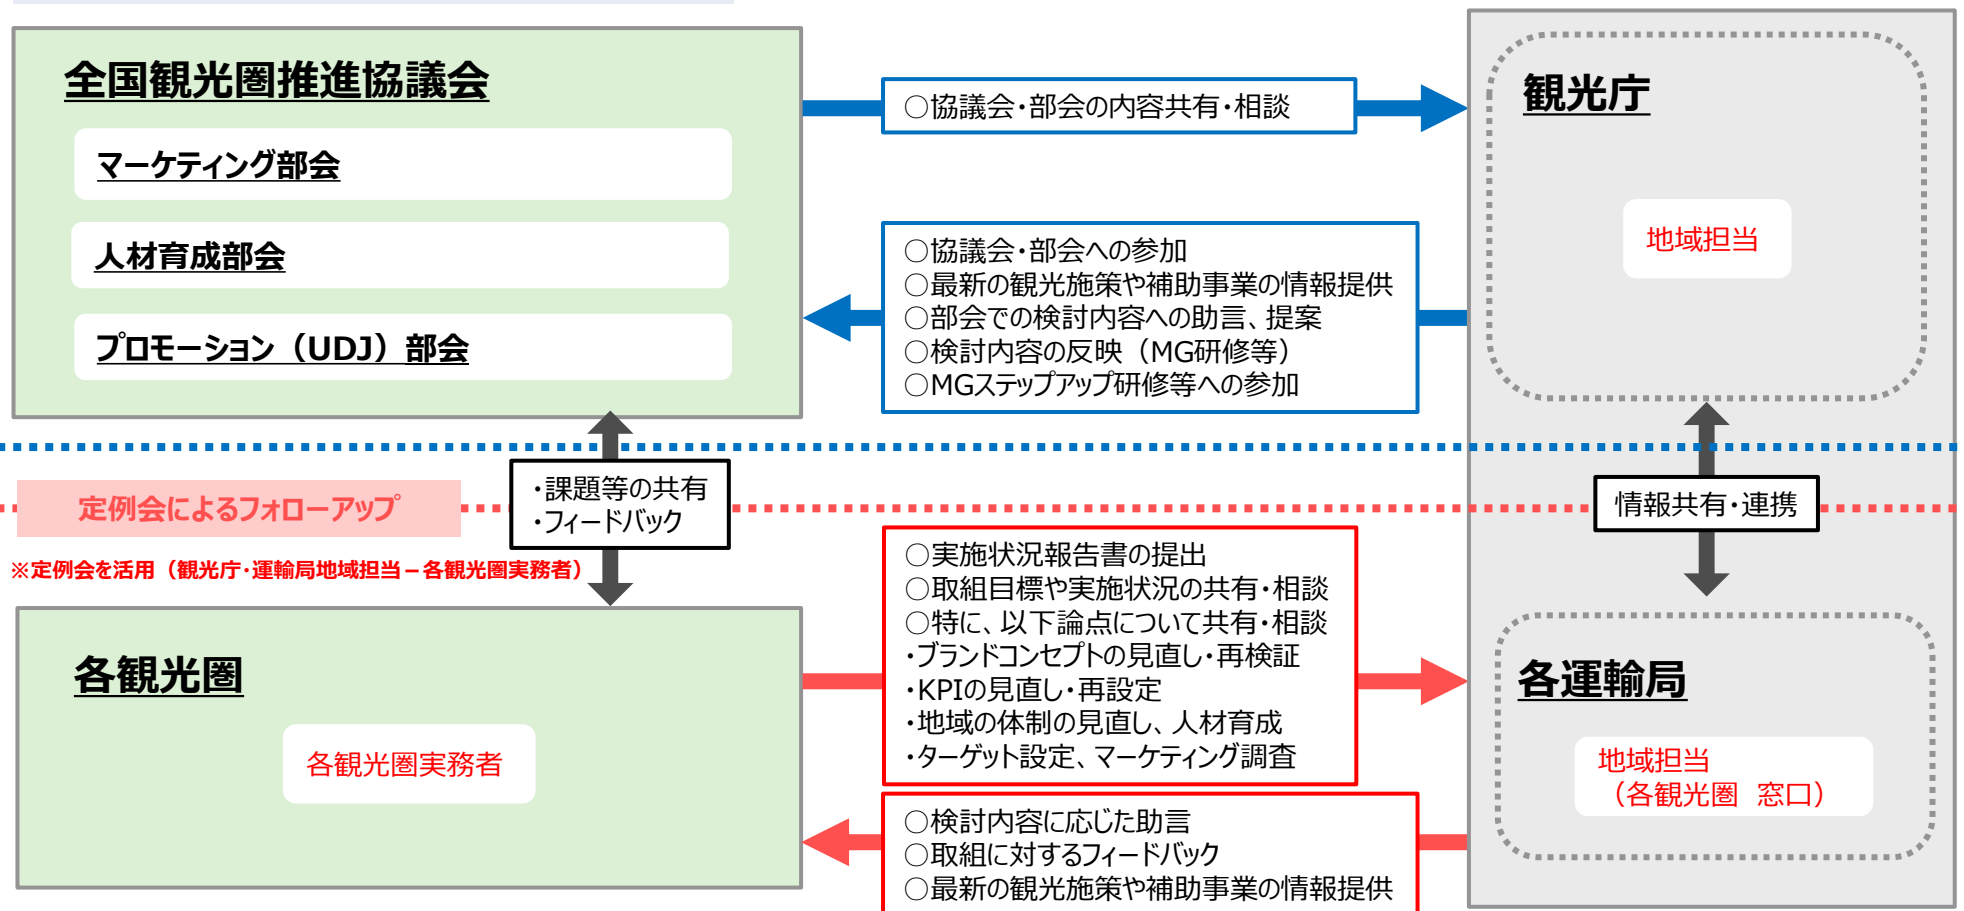 全国観光圏推進協議会
マーケティング部会
人材育成部会
プロモーション（UDJ）部会
○協議会・部会の内容共有・相談
○協議会・部会への参加
○最新の観光施策や補助事業の情報提供
○部会での検討内容への助言、提案
○検討内容の反映（MG研修等）
○MGステップアップ研修等への参加
観光庁
地域担当
・課題等の共有
・フィードバック
情報共有・連携
定例会によるフォローアップ
※定例会を活用（観光庁・運輸局地域担当－各観光圏実務者）
各観光圏
各観光圏実務者
○実施状況報告書の提出
○取組目標や実施状況の共有・相談
○特に、以下論点について共有・相談
・ブランドコンセプトの見直し・再検証
・KPIの見直し・再設定
・地域の体制の見直し、人材育成
・ターゲット設定、マーケティング調査
○検討内容に応じた助言
○取組に対するフィードバック
○最新の観光施策や補助事業の情報提供
各運輸局
地域担当
（各観光圏　窓口）